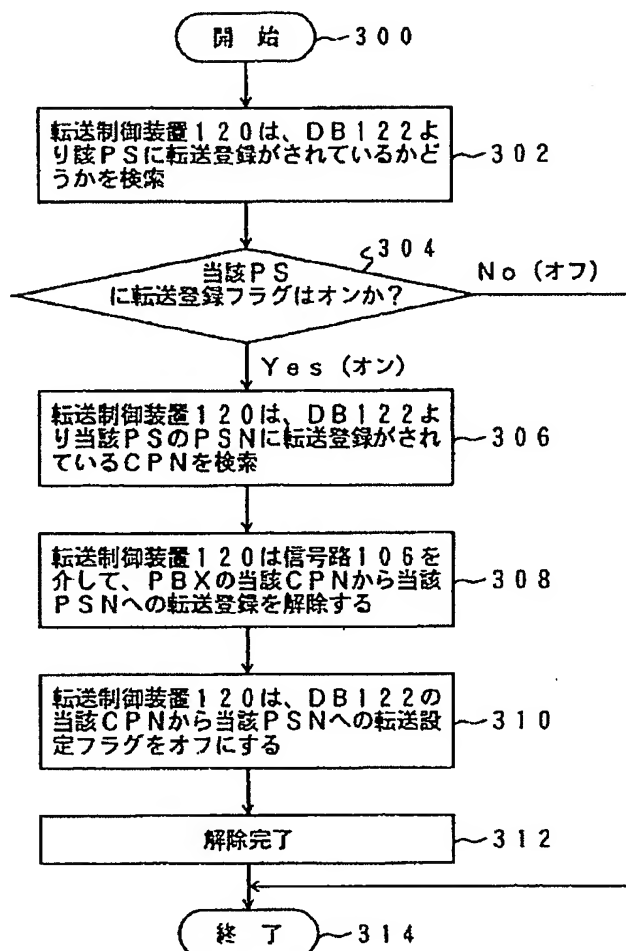 開 始
300
転送制御装置120は、DB122よ
り該PSに転送登録がされているかど
うかを検索
302
304
当該PS
に転送登録フラグはオンか？
No（オフ）
Yes（オン）
転送制御装置120は、DB122よ
り当該PSのPSNに転送登録がされ
ているCPNを検索
306
転送制御装置120は信号路106を
介して、PBXの当該CPNから当該
PSNへの転送登録を解除する
308
転送制御装置120は、DB122の
当該CPNから当該PSNへの転送設
定フラグをオフにする
310
解除完了
312
終 了
314